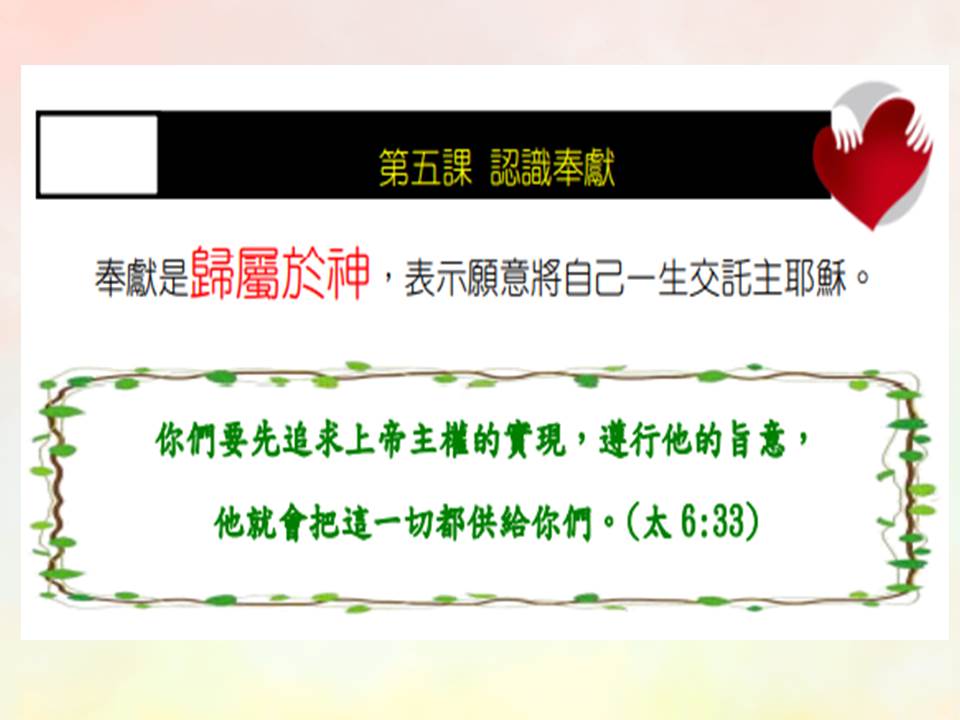 第五課 認識奉獻
奉獻是歸屬於神，表示願意將自己一生交託主耶穌。
你們要先追求上帝主權的實現，遵行他的旨意，
他就會把這一切都供給你們。(太 6:33)